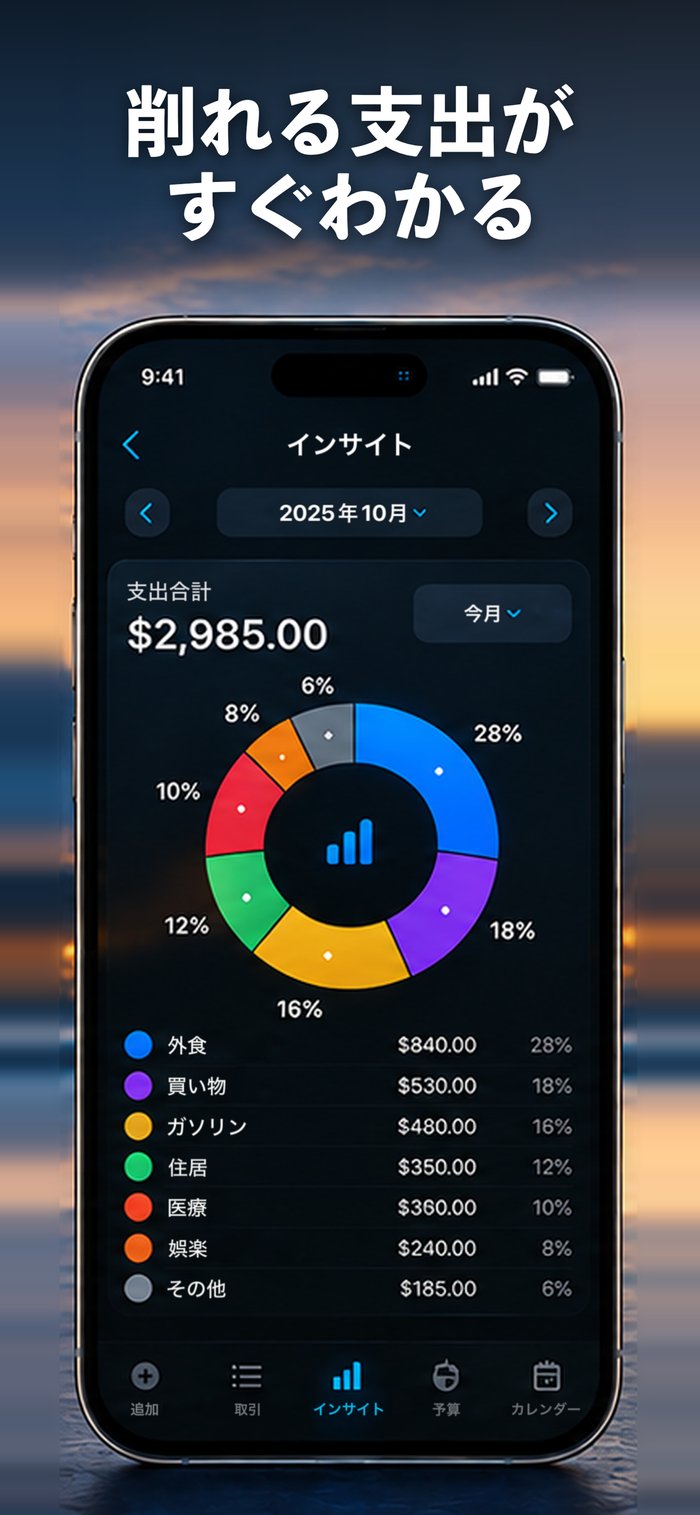 削れる支出が
すぐわかる
9:41
インサイト
2025年10月
支出合計
$2,985.00
今月
6%
8%
28%
10%
12%
18%
16%
外食 $840.00 28%
買い物 $530.00 18%
ガソリン $480.00 16%
住居 $350.00 12%
医療 $360.00 10%
娯楽 $240.00 8%
その他 $185.00 6%
追加 取引 インサイト 予算 カレンダー